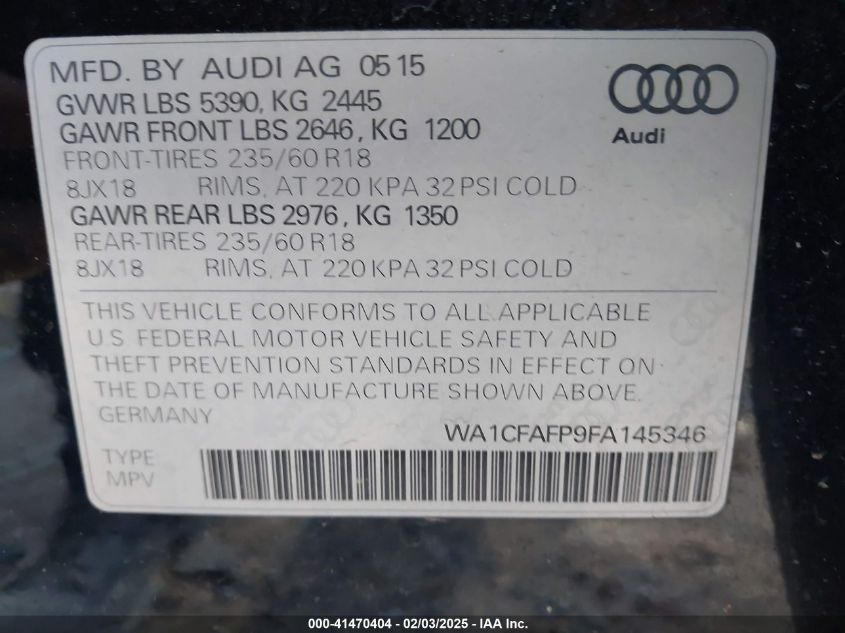 MFD. BY AUDI AG 05 15
GVWR LBS 5390, KG 2445
GAWR FRONT LBS 2646, KG 1200
FRONT-TIRES 235/60 R18
8JX18 RIMS, AT 220 KPA 32 PSI COLD
GAWR REAR LBS 2976, KG 1350
REAR-TIRES 235/60 R18
8JX18 RIMS, AT 220 KPA 32 PSI COLD
Audi
THIS VEHICLE CONFORMS TO ALL APPLICABLE
U.S. FEDERAL MOTOR VEHICLE SAFETY AND
THEFT PREVENTION STANDARDS IN EFFECT ON
THE DATE OF MANUFACTURE SHOWN ABOVE.
GERMANY
WA1CFAFP9FA145346
TYPE
MPV
000-41470404 - 02/03/2025 - IAA Inc.